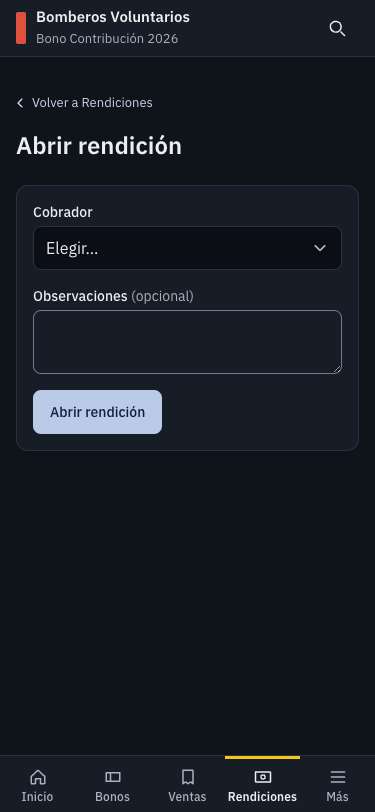 Bomberos Voluntarios
Bono Contribución 2026
Volver a Rendiciones
Abrir rendición
Cobrador
Elegir...
Observaciones (opcional)
Abrir rendición
Inicio
Bonos
Ventas
Rendiciones
Más